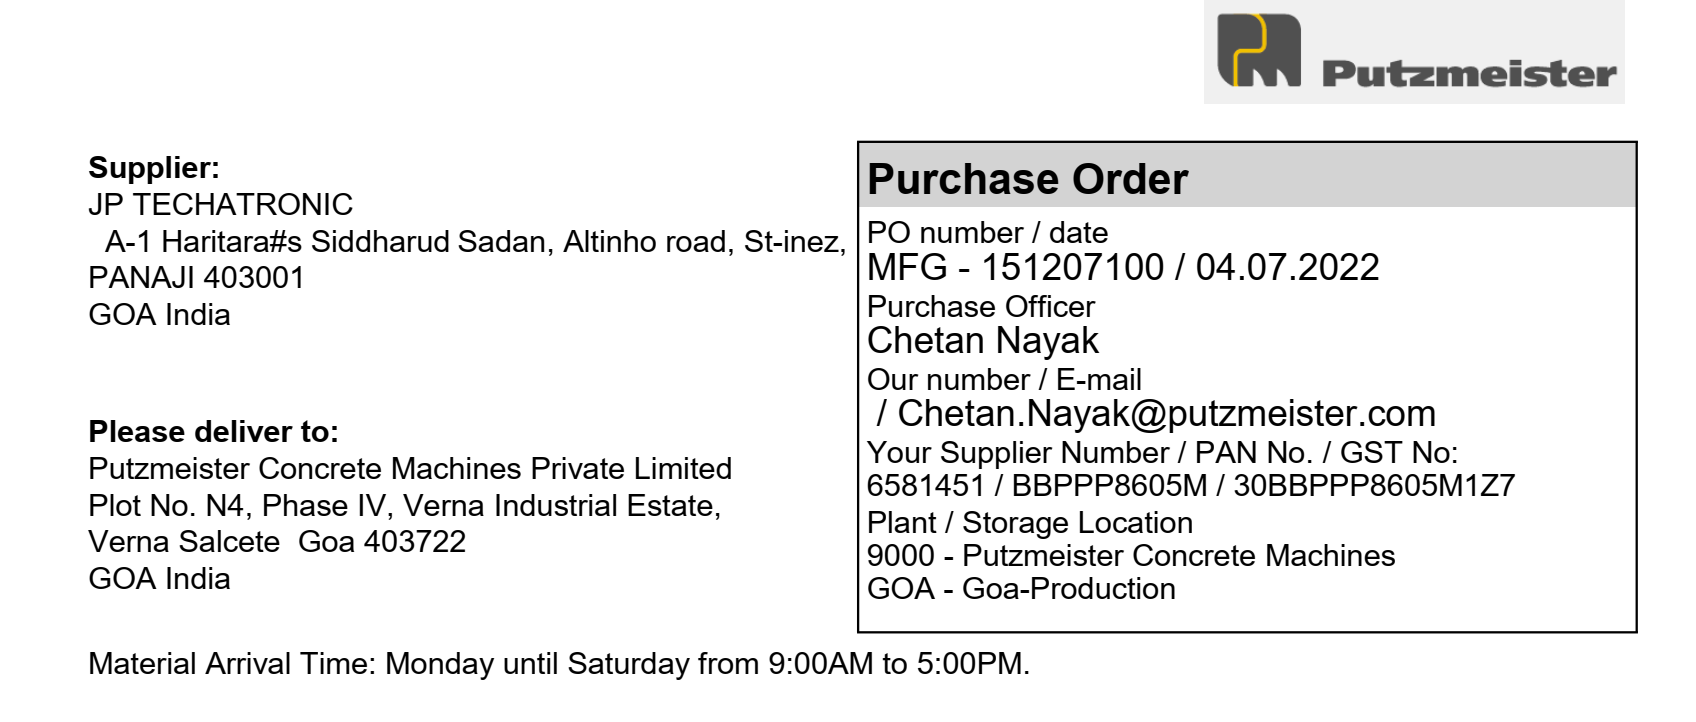 Putzmeister
Supplier:
JP TECHATRONIC
A-1 Haritara#s Siddharud Sadan, Altinho road, St-inez,
PANAJI 403001
GOA India
Please deliver to:
Putzmeister Concrete Machines Private Limited
Plot No. N4, Phase IV, Verna Industrial Estate,
Verna Salcete  Goa 403722
GOA India
Purchase Order
PO number / date
MFG - 151207100 / 04.07.2022
Purchase Officer
Chetan Nayak
Our number / E-mail
/ Chetan.Nayak@putzmeister.com
Your Supplier Number / PAN No. / GST No:
6581451 / BBPPP8605M / 30BBPPP8605M1Z7
Plant / Storage Location
9000 - Putzmeister Concrete Machines
GOA - Goa-Production
Material Arrival Time: Monday until Saturday from 9:00AM to 5:00PM.